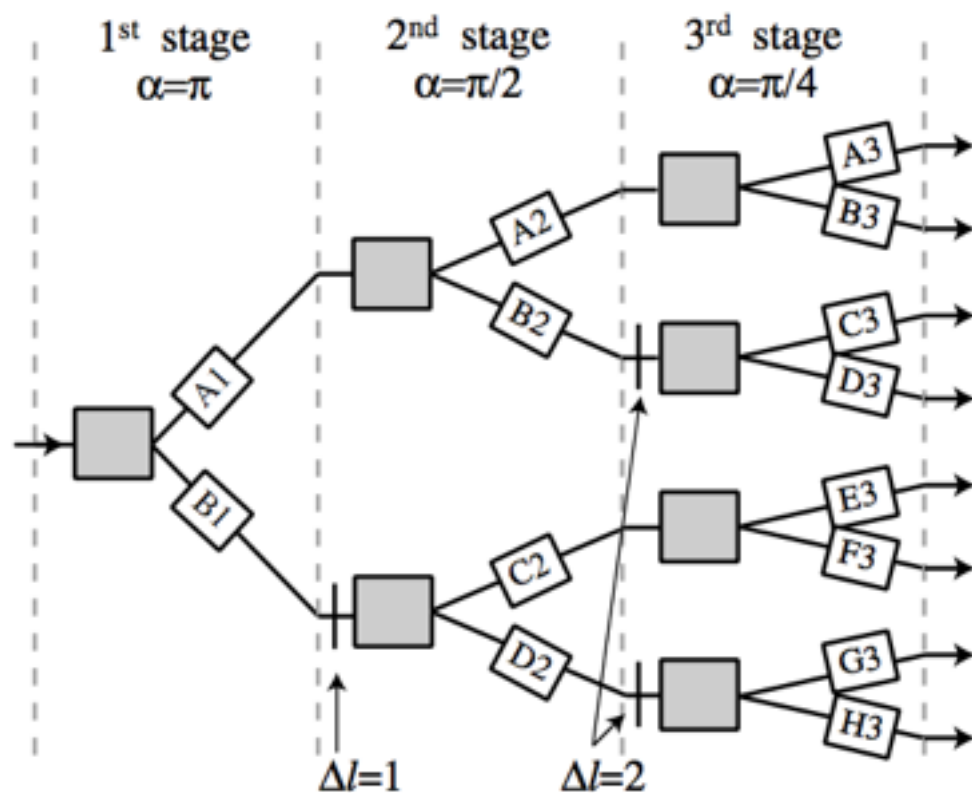 1st stage
α=π
2nd stage
α=π/2
3rd stage
α=π/4
A1
B1
A2
B2
C2
D2
A3
B3
C3
D3
E3
F3
G3
H3
Δl=1
Δl=2